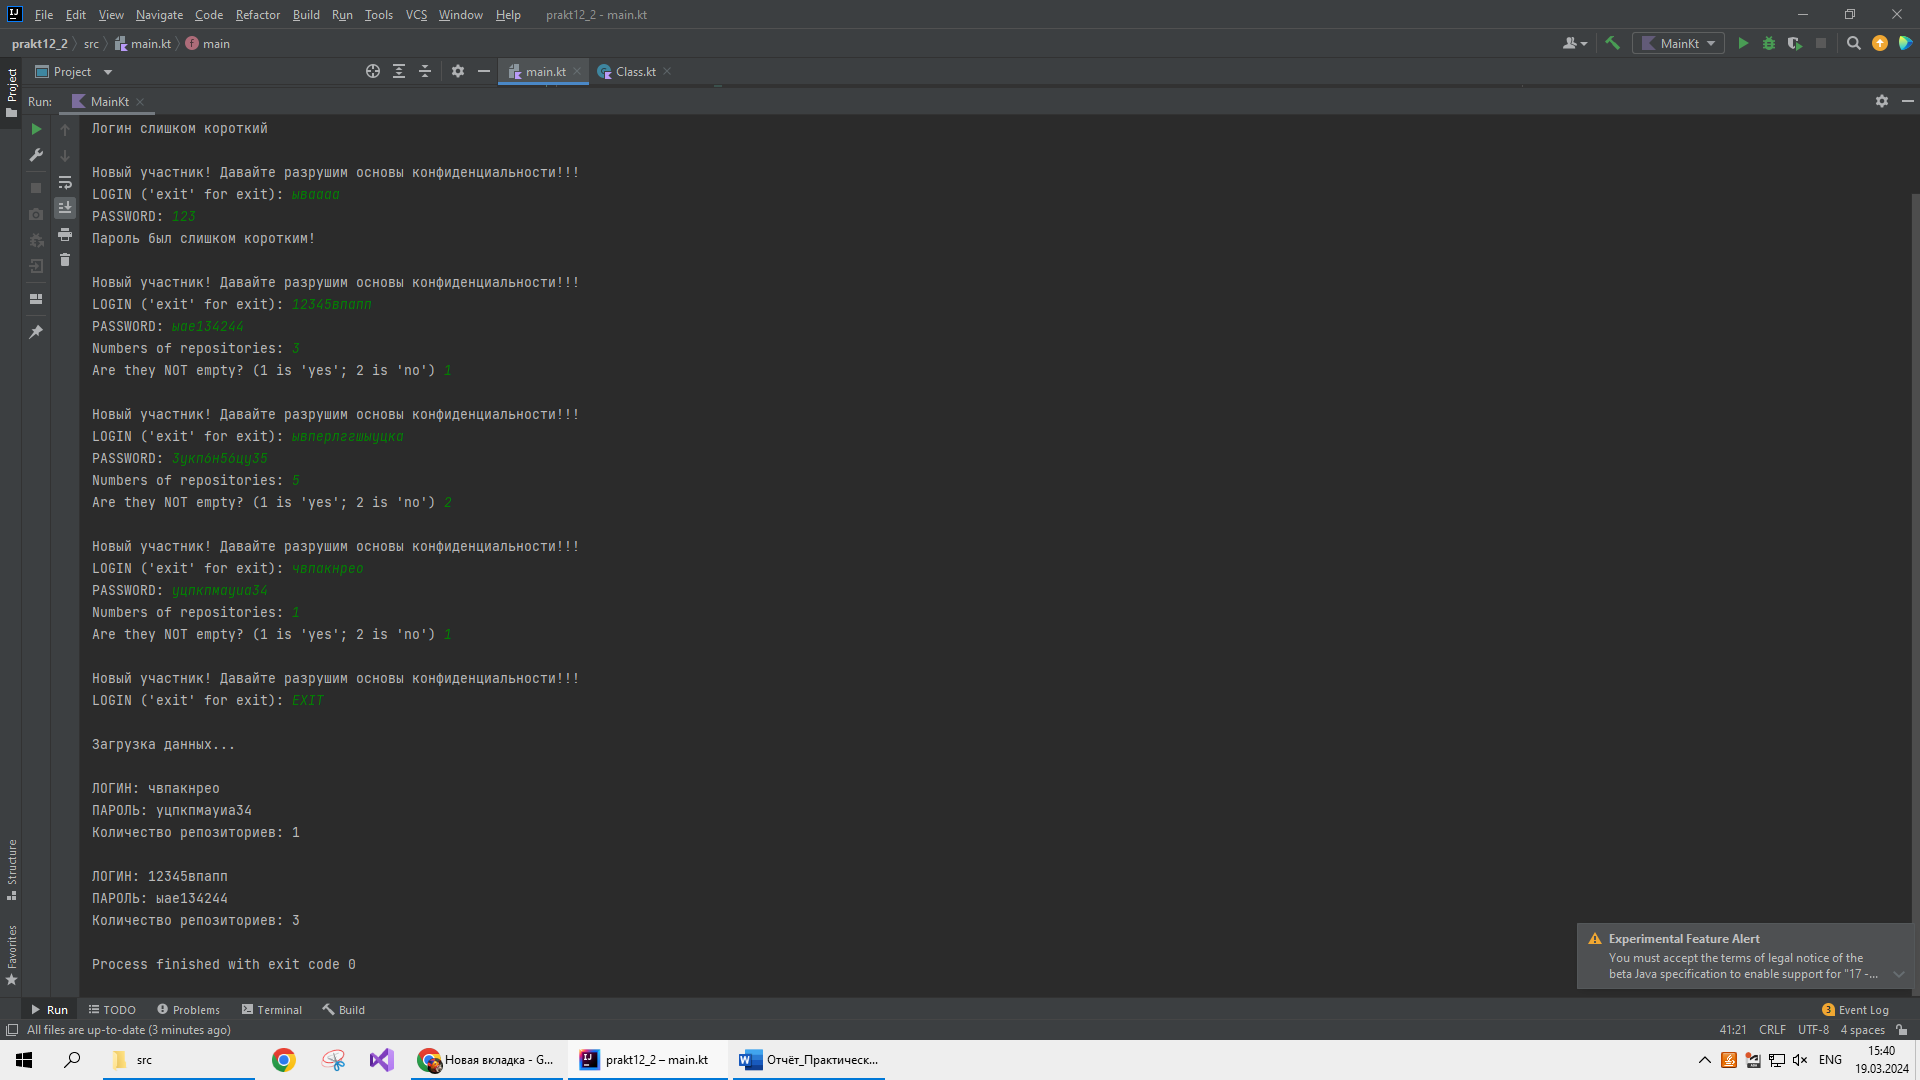 File Edit View Navigate Code Refactor Build Run Tools VCS Window Help prakt12_2 - main.kt
prakt12_2 src main.kt main MainKt
Project main.kt Class.kt
Run: MainKt
Логин слишком короткий
Новый участник! Давайте разрушим основы конфиденциальности!!!
LOGIN ('exit' for exit): ываааа
PASSWORD: 123
Пароль был слишком коротким!
Новый участник! Давайте разрушим основы конфиденциальности!!!
LOGIN ('exit' for exit): 12345впапп
PASSWORD: ыае134244
Numbers of repositories: 3
Are they NOT empty? (1 is 'yes'; 2 is 'no') 1
Новый участник! Давайте разрушим основы конфиденциальности!!!
LOGIN ('exit' for exit): ывперпггшыуцка
PASSWORD: 3укп6н56цу35
Numbers of repositories: 5
Are they NOT empty? (1 is 'yes'; 2 is 'no') 2
Новый участник! Давайте разрушим основы конфиденциальности!!!
LOGIN ('exit' for exit): чвпакнрео
PASSWORD: уцпкпмауиа34
Numbers of repositories: 1
Are they NOT empty? (1 is 'yes'; 2 is 'no') 1
Новый участник! Давайте разрушим основы конфиденциальности!!!
LOGIN ('exit' for exit): EXIT
Загрузка данных...
ЛОГИН: чвпакнрео
ПАРОЛЬ: уцпкпмауиа34
Количество репозиториев: 1
ЛОГИН: 12345впапп
ПАРОЛЬ: ыае134244
Количество репозиториев: 3
Process finished with exit code 0
Project
Structure
Favorites
Experimental Feature Alert
You must accept the terms of legal notice of the
beta Java specification to enable support for "17 -...
Run TODO Problems Terminal Build 3 Event Log
All files are up-to-date (3 minutes ago) 41:21 CRLF UTF-8 4 spaces
src Новая вкладка - G... prakt12_2 – main.kt Отчёт_Практическ... ENG 15:40
19.03.2024